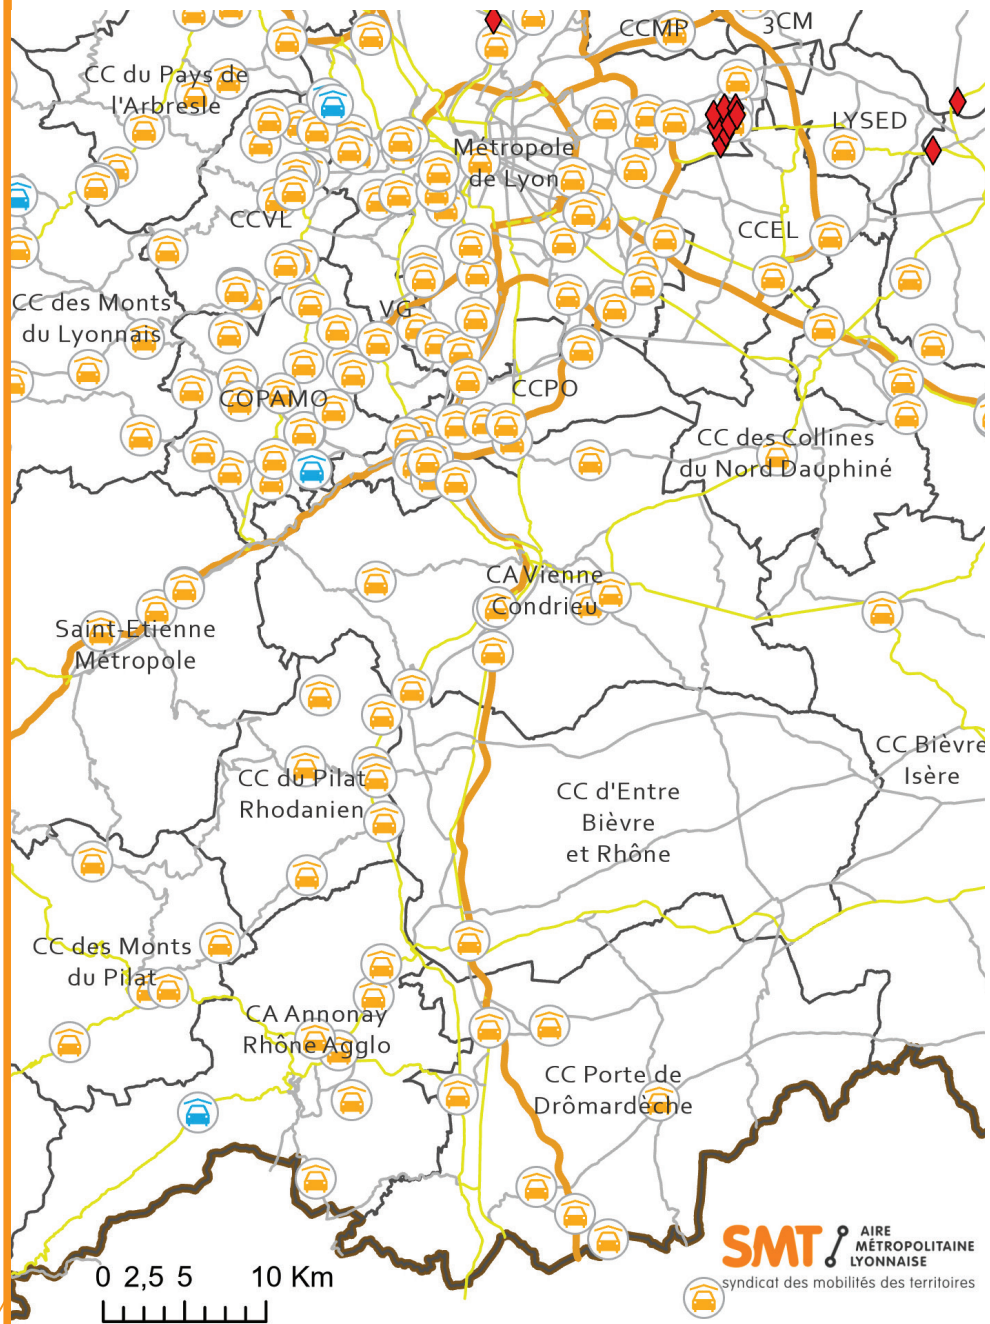 CCMP
3CM
CC du Pays de
l'Arbresle
LYSED
Métropole
de Lyon
CCVL
CCEL
CC des Monts
du Lyonnais
VG
CCPO
COPAMO
CC des Collines
du Nord Dauphiné
CA Vienne
Condrieu
Saint-Etienne
Métropole
CC Bièvre
Isère
CC du Pilat
Rhodanien
CC d'Entre
Bièvre
et Rhône
CC des Monts
du Pilat
CA Annonay
Rhône Agglo
CC Porte de
Drômardèche
SMT
AIRE
MÉTROPOLITAINE
LYONNAISE
syndicat des mobilités des territoires
0 2,5 5 10 Km